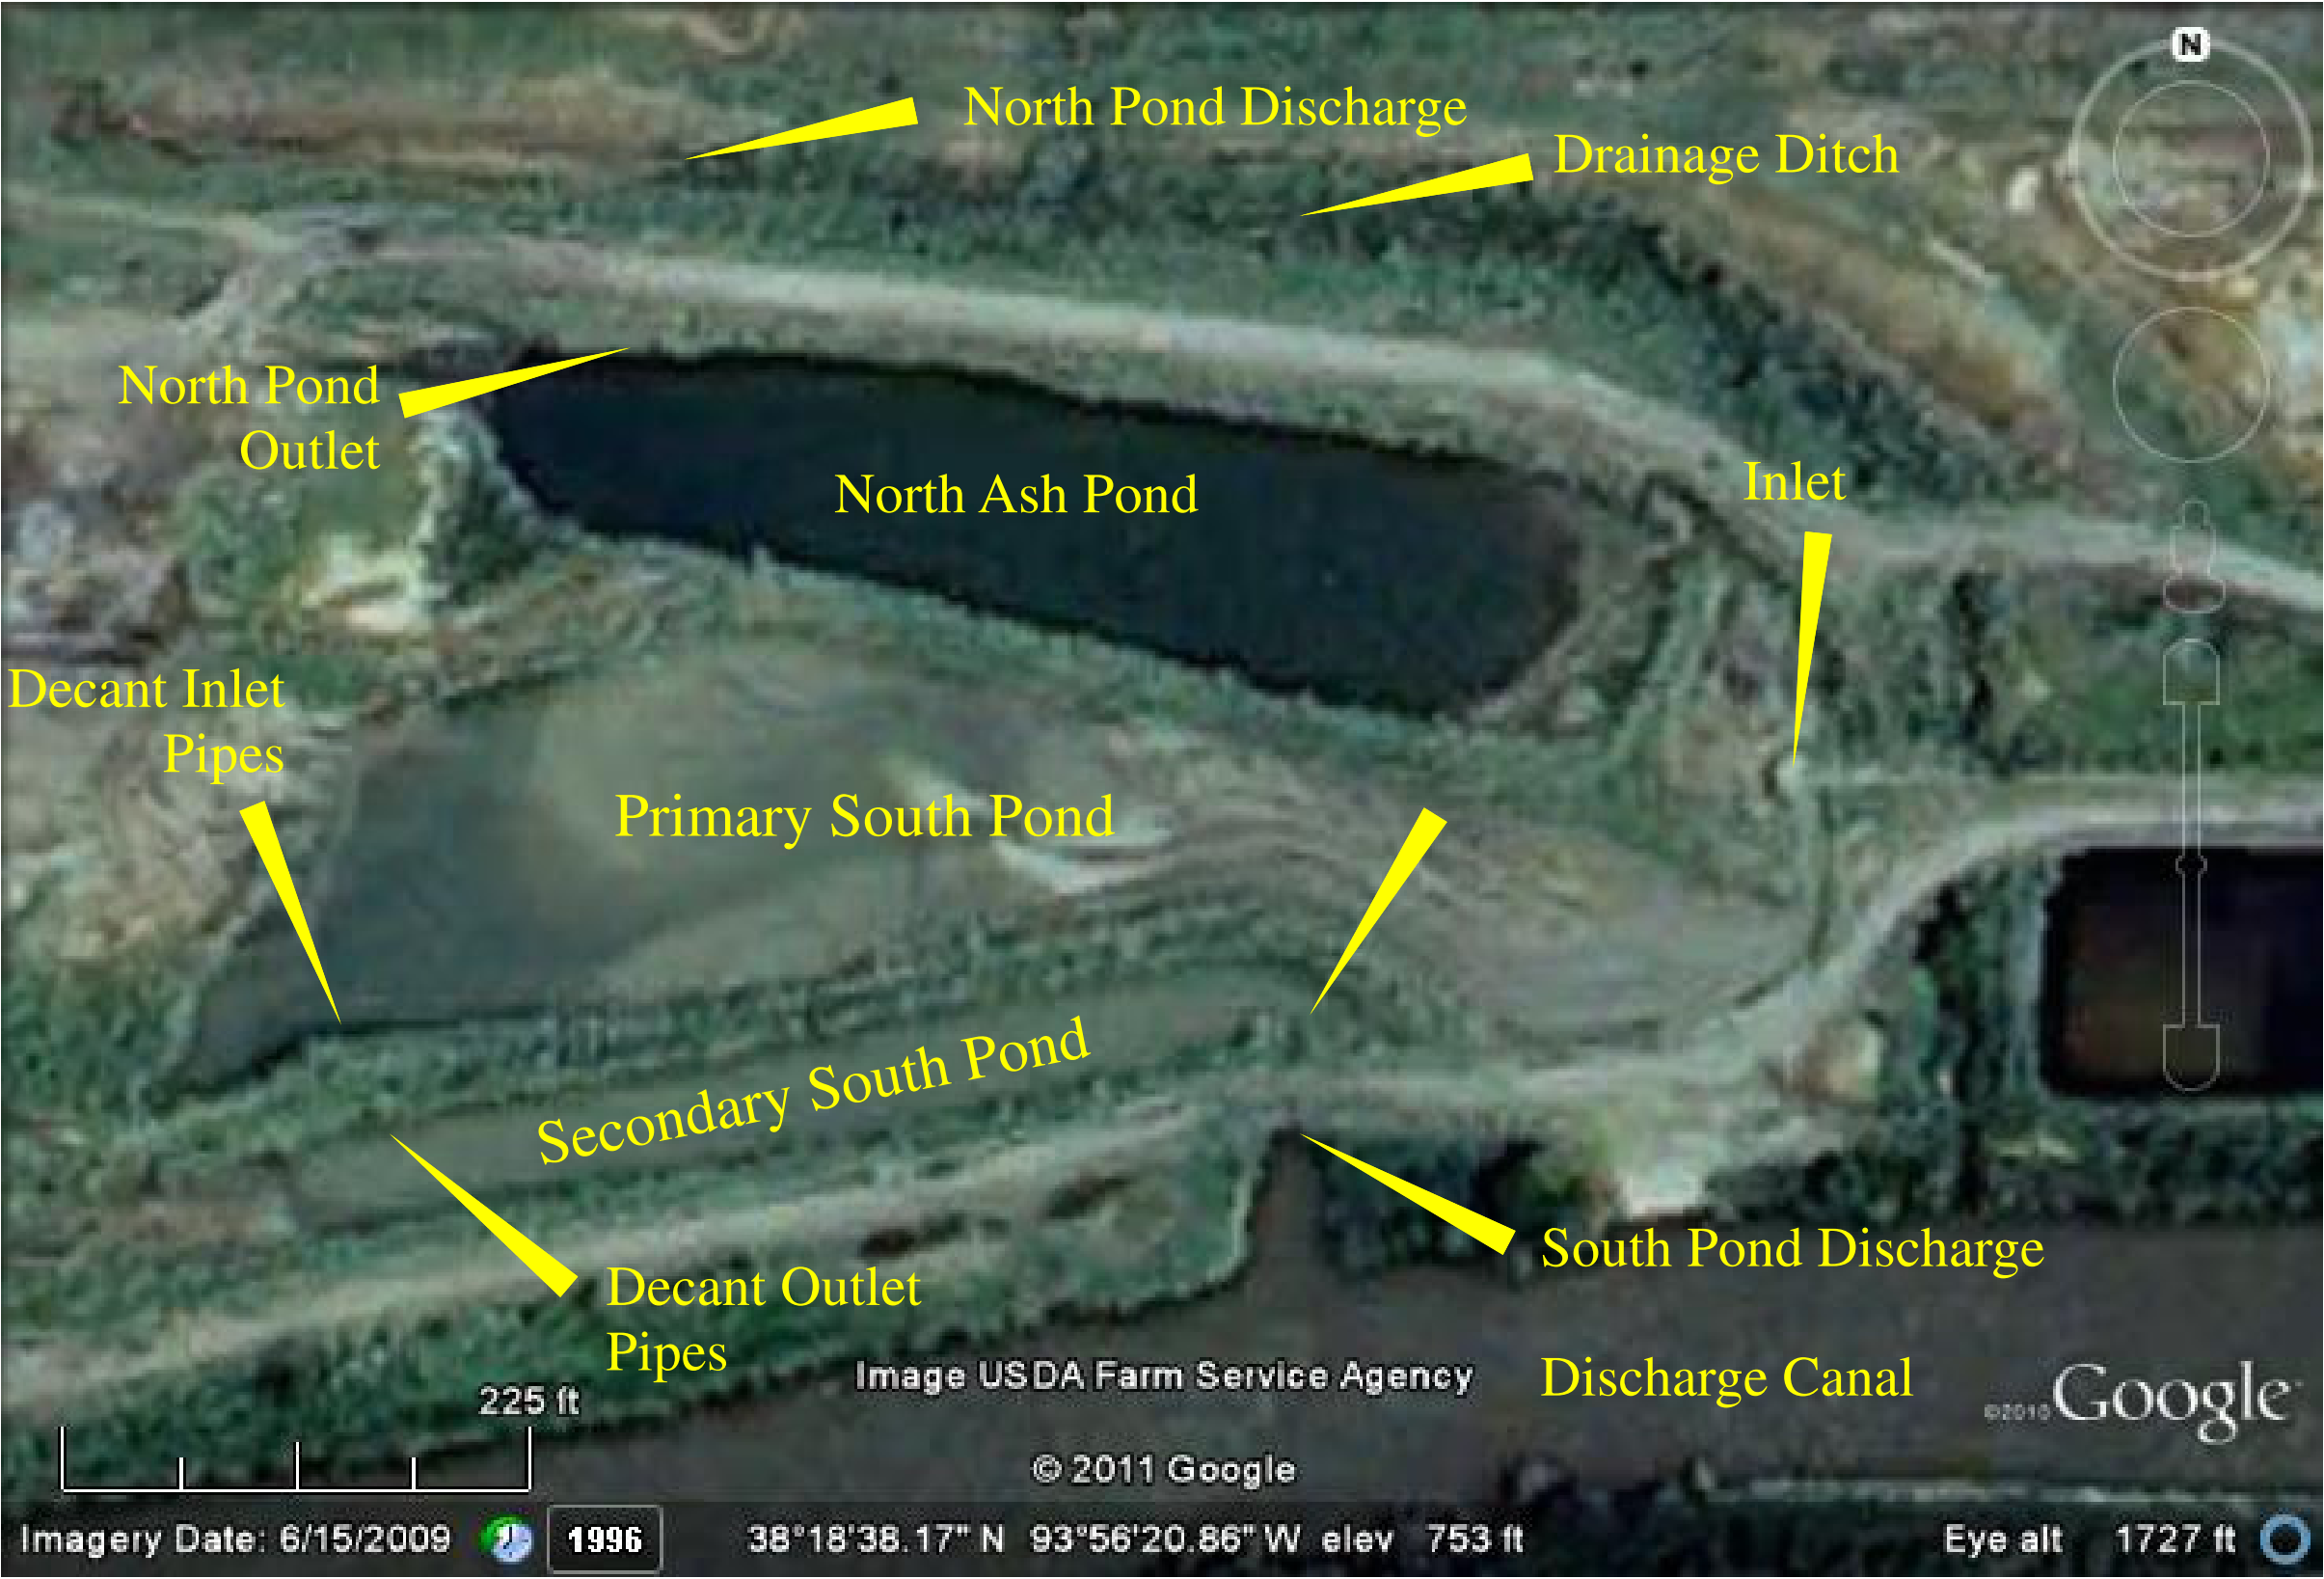 N
North Pond Discharge
Drainage Ditch
North Pond
Outlet
North Ash Pond
Inlet
Decant Inlet
Pipes
Primary South Pond
Secondary South Pond
South Pond Discharge
Decant Outlet
Pipes
Discharge Canal
Image USDA Farm Service Agency
225 ft
©2010 Google
© 2011 Google
Imagery Date: 6/15/2009 1996 38°18'38.17" N 93°56'20.86" W elev 753 ft Eye alt 1727 ft